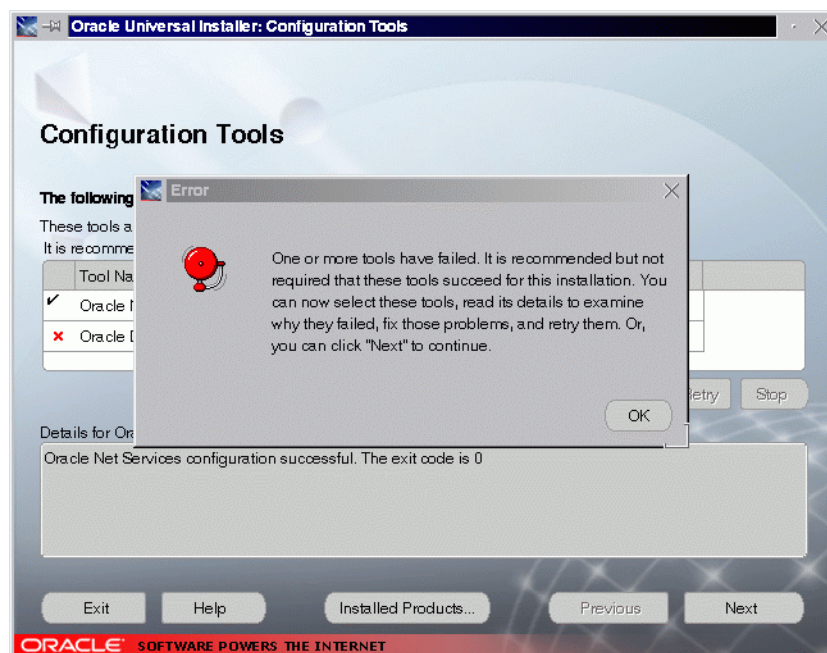 Oracle Universal Installer: Configuration Tools
Configuration Tools
The following
These tools a
It is recomme
Tool Na
Oracle
Oracle
Error
One or more tools have failed. It is recommended but not
required that these tools succeed for this installation. You
can now select these tools, read its details to examine
why they failed, fix those problems, and retry them. Or,
you can click "Next" to continue.
OK
etry
Stop
Details for Or
Oracle Net Services configuration successful. The exit code is 0
Exit
Help
Installed Products...
Previous
Next
ORACLE® SOFTWARE POWERS THE INTERNET